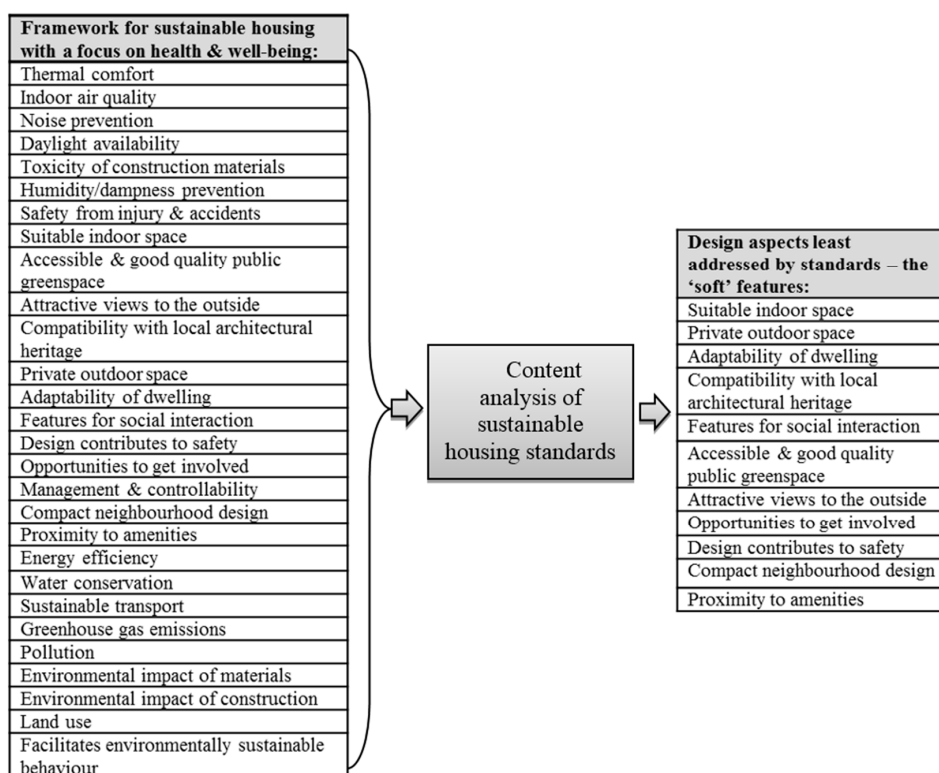 Framework for sustainable housing
with a focus on health & well-being:
Thermal comfort
Indoor air quality
Noise prevention
Daylight availability
Toxicity of construction materials
Humidity/dampness prevention
Safety from injury & accidents
Suitable indoor space
Accessible & good quality public
greenspace
Attractive views to the outside
Compatibility with local architectural
heritage
Private outdoor space
Adaptability of dwelling
Features for social interaction
Design contributes to safety
Opportunities to get involved
Management & controllability
Compact neighbourhood design
Proximity to amenities
Energy efficiency
Water conservation
Sustainable transport
Greenhouse gas emissions
Pollution
Environmental impact of materials
Environmental impact of construction
Land use
Facilitates environmentally sustainable
behaviour
Content
analysis of
sustainable
housing standards
Design aspects least
addressed by standards – the
‘soft’ features:
Suitable indoor space
Private outdoor space
Adaptability of dwelling
Compatibility with local
architectural heritage
Features for social interaction
Accessible & good quality
public greenspace
Attractive views to the outside
Opportunities to get involved
Design contributes to safety
Compact neighbourhood design
Proximity to amenities